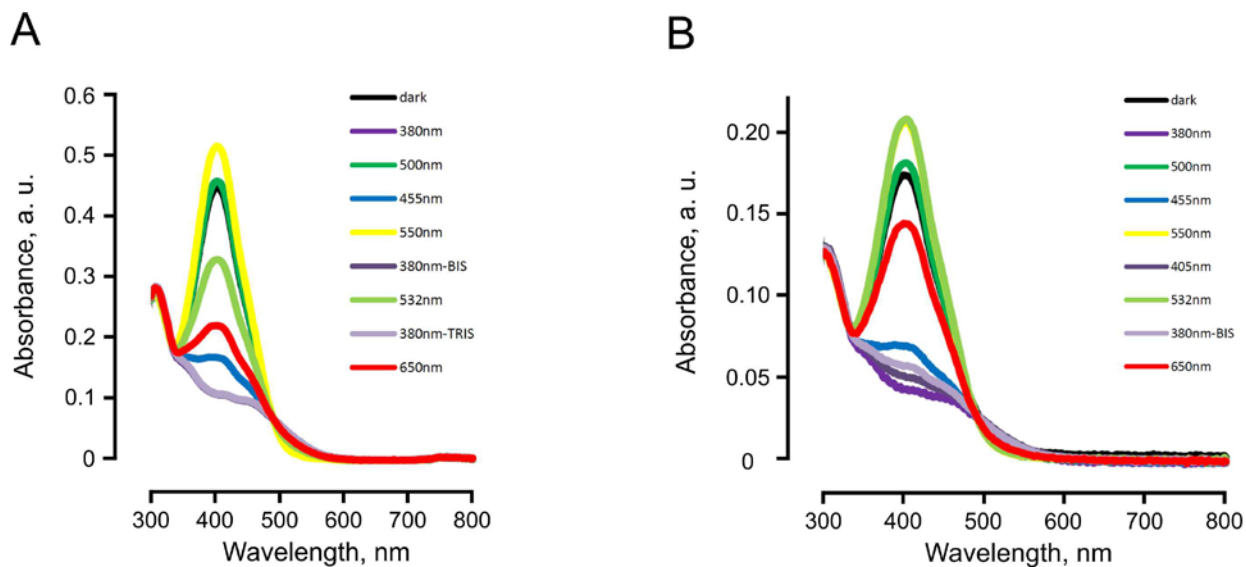 A
0.6
0.5
0.4
0.3
0.2
0.1
0
Absorbance, a. u.
300 400 500 600 700 800
Wavelength, nm
dark
380nm
500nm
455nm
550nm
380nm-BIS
532nm
380nm-TRIS
650nm
B
0.20
0.15
0.10
0.05
0
Absorbance, a. u.
300 400 500 600 700 800
Wavelength, nm
dark
380nm
500nm
455nm
550nm
405nm
532nm
380nm-BIS
650nm